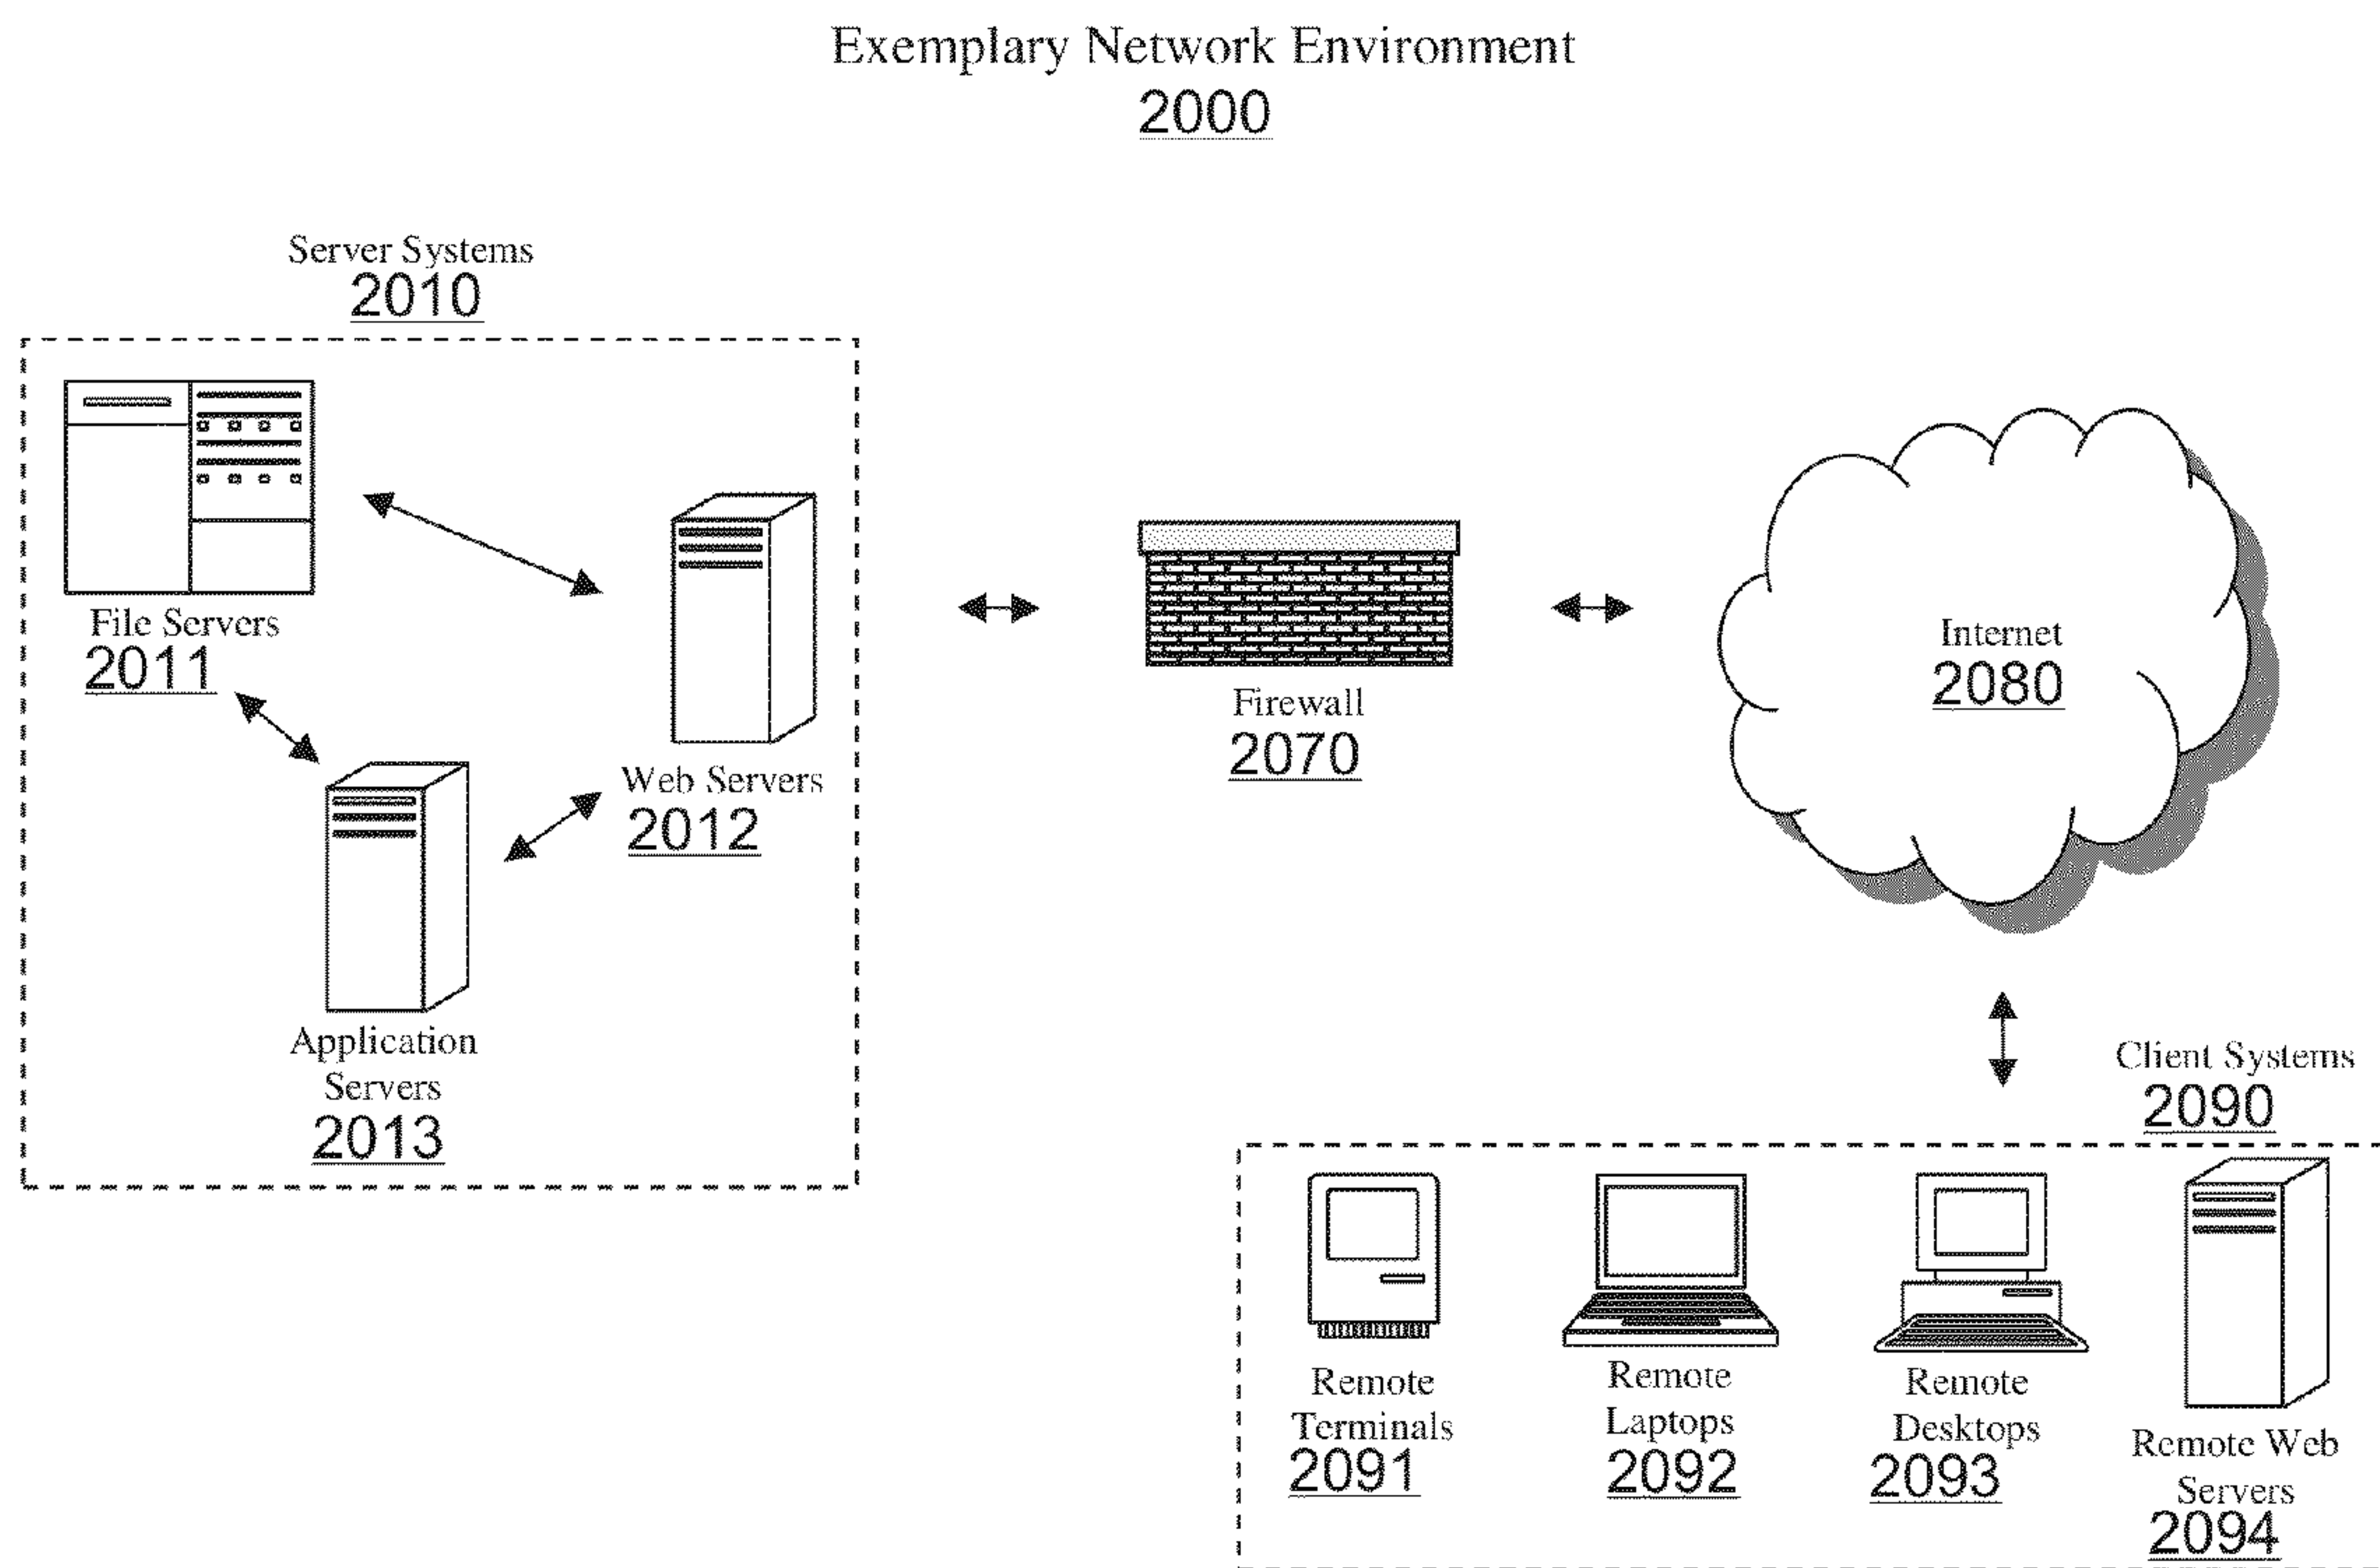 Exemplary Network Environment
2000
Server Systems
2010
File Servers
2011
Web Servers
2012
Application
Servers
2013
Firewall
2070
Internet
2080
Client Systems
2090
Remote
Terminals
2091
Remote
Laptops
2092
Remote
Desktops
2093
Remote Web
Servers
2094